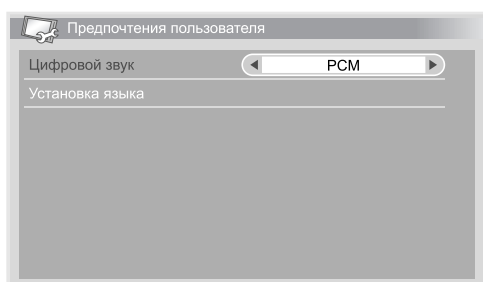 Предпочтения пользователя
Цифровой звук PCM
Установка языка